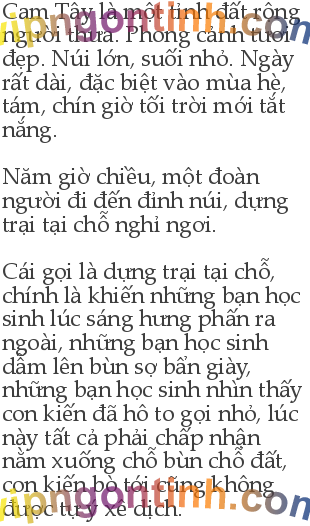 Cam Tây là một tỉnh đất rộng
người thưa. Phong cảnh tươi
đẹp. Núi lớn, suối nhỏ. Ngày
rất dài, đặc biệt vào mùa hè,
tám, chín giờ tối trời mới tắt
nắng.
Năm giờ chiều, một đoàn
người đi đến đỉnh núi, dựng
trại tại chỗ nghỉ ngơi.
Cái gọi là dựng trại tại chỗ,
chính là khiến những bạn học
sinh lúc sáng hưng phấn ra
ngoài, những bạn học sinh
dẫm lên bùn sợ bẩn giày,
những bạn học sinh nhìn thấy
con kiến đã hô to gọi nhỏ, lúc
này tất cả phải chấp nhận
nằm xuống chỗ bùn chỗ đất,
con kiến bò tới cũng không
được tự ý xê dịch.
vipngontinh.com
vipngontinh.com